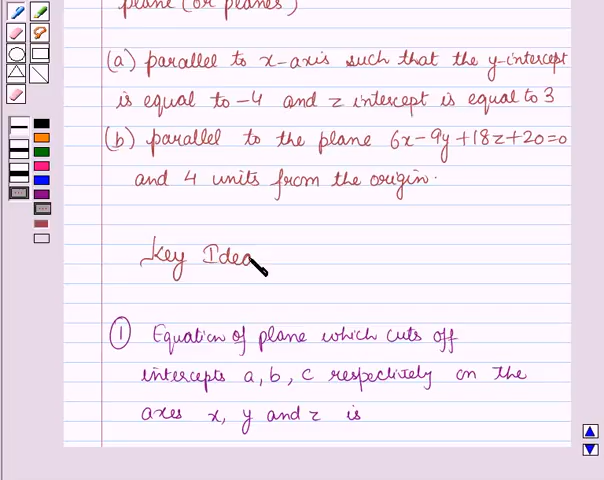 plane (or planes)
(a) parallel to x-axis such that the y-intercept
is equal to -4 and z intercept is equal to 3
(b) parallel to the plane 6x-9y+18z+20=0
and 4 units from the origin.
Key Idea
① Equation of plane which cuts off
intercepts a, b, c respectively on the
axes x, y and z is